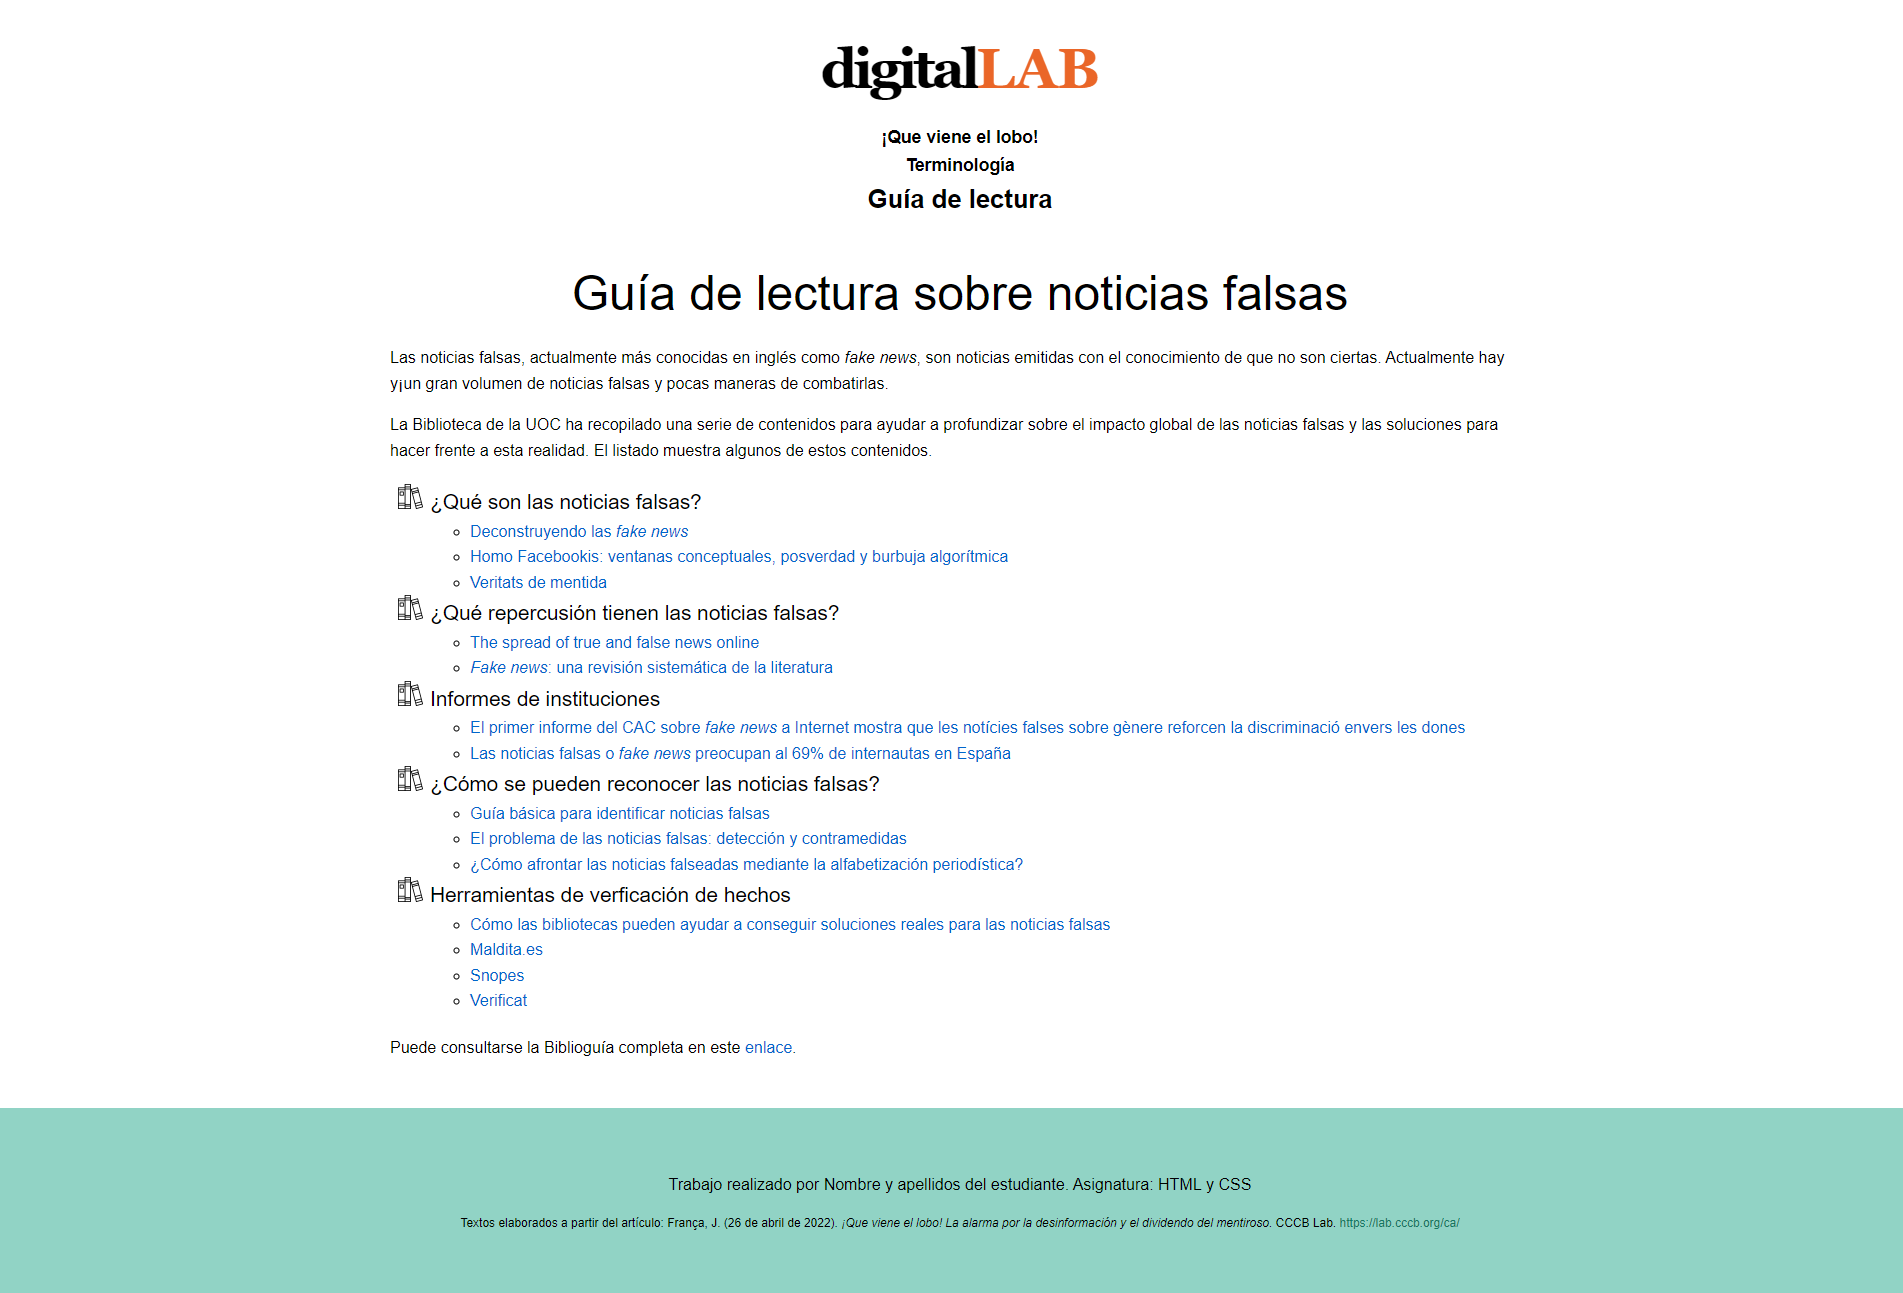 digitalLAB
¡Que viene el lobo!
Terminología
Guía de lectura
Guía de lectura sobre noticias falsas
Las noticias falsas, actualmente más conocidas en inglés como fake news, son noticias emitidas con el conocimiento de que no son ciertas. Actualmente hay
y¡un gran volumen de noticias falsas y pocas maneras de combatirlas.
La Biblioteca de la UOC ha recopilado una serie de contenidos para ayudar a profundizar sobre el impacto global de las noticias falsas y las soluciones para
hacer frente a esta realidad. El listado muestra algunos de estos contenidos.
¿Qué son las noticias falsas?
Deconstruyendo las fake news
Homo Facebookis: ventanas conceptuales, posverdad y burbuja algorítmica
Veritats de mentida
¿Qué repercusión tienen las noticias falsas?
The spread of true and false news online
Fake news: una revisión sistemática de la literatura
Informes de instituciones
El primer informe del CAC sobre fake news a Internet mostra que les notícies falses sobre gènere reforcen la discriminació envers les dones
Las noticias falsas o fake news preocupan al 69% de internautas en España
¿Cómo se pueden reconocer las noticias falsas?
Guía básica para identificar noticias falsas
El problema de las noticias falsas: detección y contramedidas
¿Cómo afrontar las noticias falseadas mediante la alfabetización periodística?
Herramientas de verficación de hechos
Cómo las bibliotecas pueden ayudar a conseguir soluciones reales para las noticias falsas
Maldita.es
Snopes
Verificat
Puede consultarse la Biblioguía completa en este enlace.
Trabajo realizado por Nombre y apellidos del estudiante. Asignatura: HTML y CSS
Textos elaborados a partir del artículo: França, J. (26 de abril de 2022). ¡Que viene el lobo! La alarma por la desinformación y el dividendo del mentiroso. CCCB Lab. https://lab.cccb.org/ca/